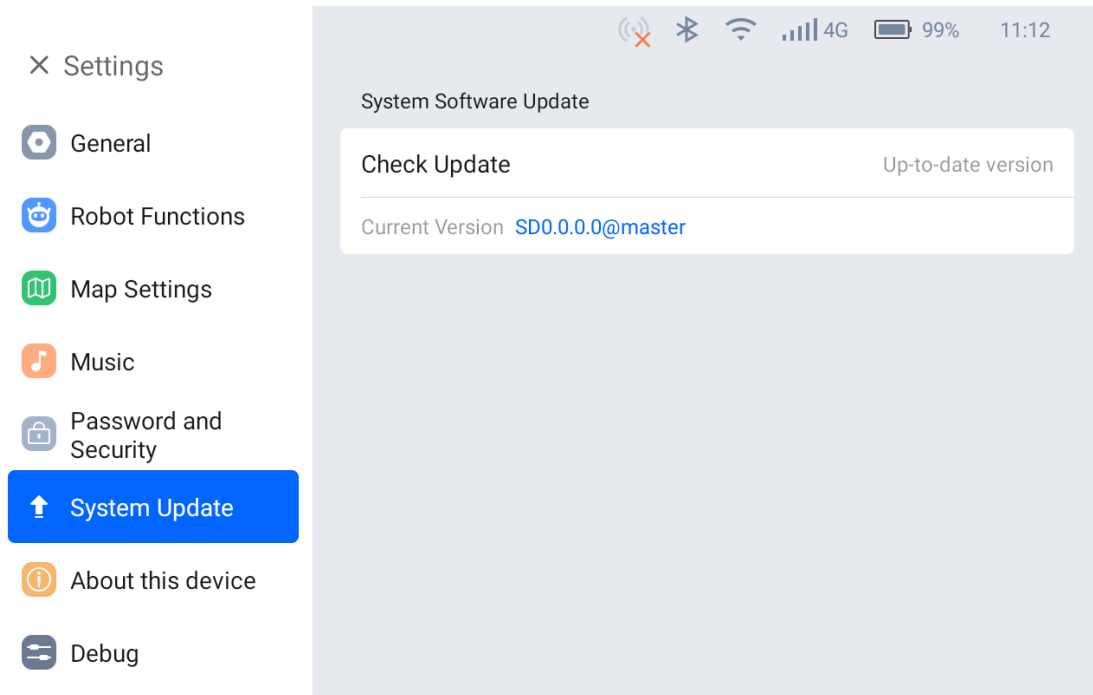 4G 99% 11:12
Settings
General
Robot Functions
Map Settings
Music
Password and
Security
System Update
About this device
Debug
System Software Update
Check Update Up-to-date version
Current Version SD0.0.0.0@master